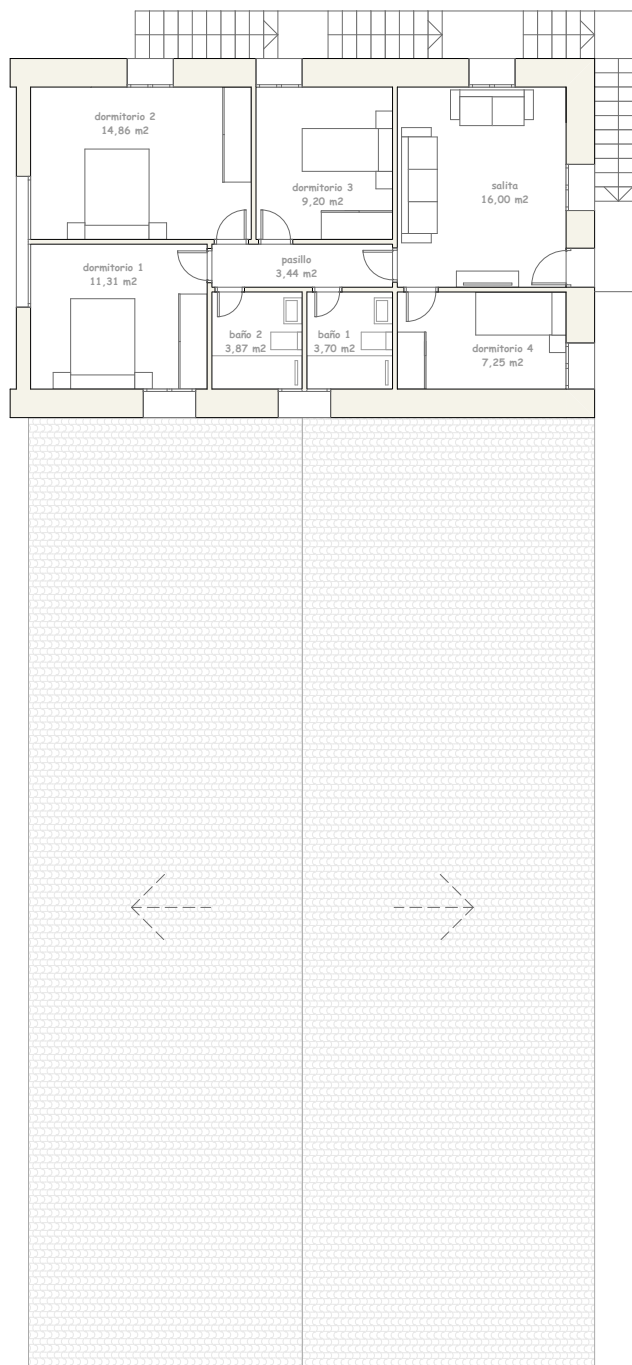 dormitorio 2
14,86 m2
dormitorio 3
9,20 m2
salita
16,00 m2
dormitorio 1
11,31 m2
pasillo
3,44 m2
baño 2
3,87 m2
baño 1
3,70 m2
dormitorio 4
7,25 m2